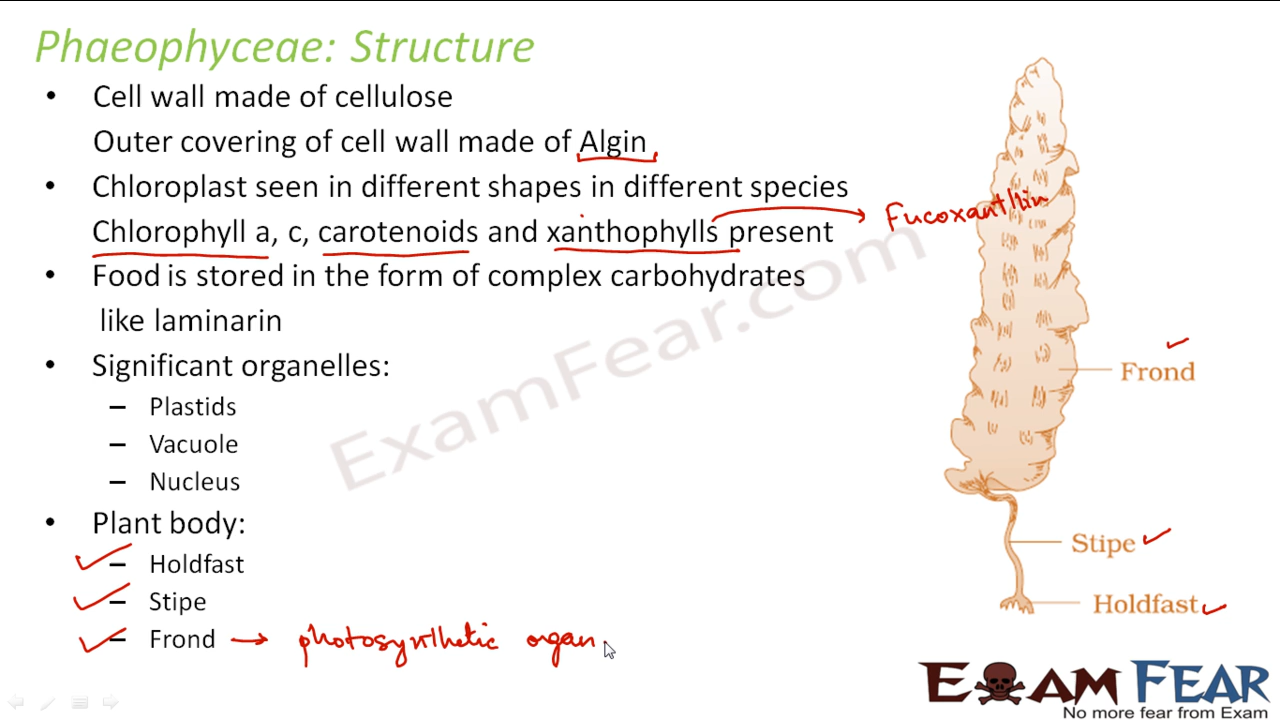 Phaeophyceae: Structure
• Cell wall made of cellulose
Outer covering of cell wall made of Algin
• Chloroplast seen in different shapes in different species
Chlorophyll a, c, carotenoids and xanthophylls present
Fucoxanthin
• Food is stored in the form of complex carbohydrates
like laminarin
• Significant organelles:
– Plastids
– Vacuole
– Nucleus
• Plant body:
– Holdfast
– Stipe
– Frond → photosynthetic organ
Frond
Stipe
Holdfast
ExamFear.com
EXAM FEAR
No more fear from Exam